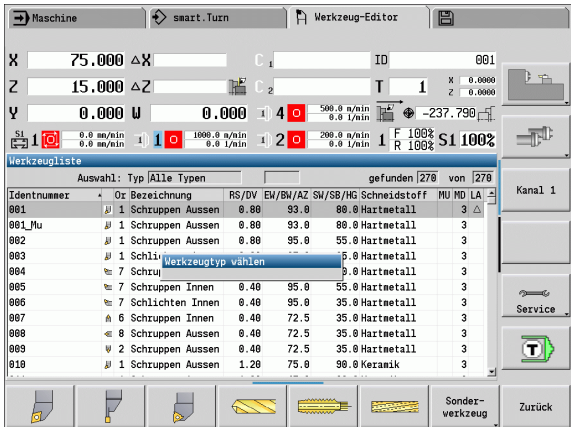 Maschine smart.Turn Werkzeug-Editor
X 75.000 ΔX C 1 ID 001
Z 15.000 ΔZ C 2 T 1 X 0.0000 Z 0.0000
Y 0.000 W 0.000 4 0 500.0 m/min 0.0 1/min -237.790
S1 1 0.0 mm/min 0.0 m/min 1 0 1000.0 m/min 0.0 1/min 2 0 200.0 m/min 0.0 1/min 1 F 100% R 100% S1 100%
Werkzeugliste
Auswahl: Typ Alle Typen gefunden 270 von 270
Identnummer Or Bezeichnung RS/DV EW/BW/AZ SW/SB/HG Schneidstoff MU MD LA
001 1 Schruppen Aussen 0.80 93.0 80.0 Hartmetall 3
001_Mu 1 Schruppen Aussen 0.80 93.0 80.0 Hartmetall 3
002 1 Schruppen Aussen 0.80 95.0 55.0 Hartmetall 3
003 1 Hartmetall 3
Werkzeugtyp wählen
004 7 Hartmetall 3
005 7 Schruppen Innen 0.40 95.0 55.0 Hartmetall 3
006 7 Schlichten Innen 0.40 95.0 35.0 Hartmetall 3
007 6 Schruppen Aussen 0.40 72.5 35.0 Hartmetall 3
008 8 Schruppen Aussen 0.40 72.5 35.0 Hartmetall 3
009 2 Schruppen Aussen 0.40 72.5 35.0 Hartmetall 3
010 1 Schruppen Aussen 1.20 75.0 90.0 Keramik 3
Kanal 1
Service
T
Sonder-
werkzeug
Zurück